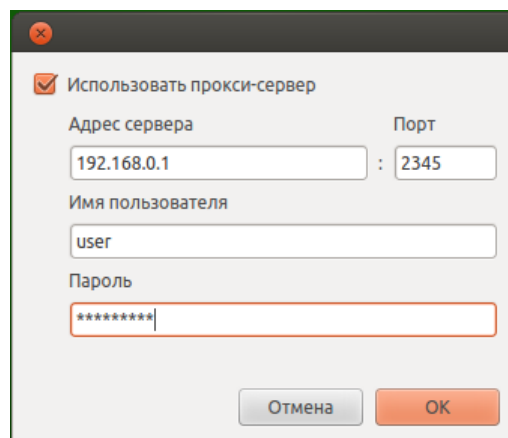 Использовать прокси-сервер
Адрес сервера Порт
192.168.0.1 : 2345
Имя пользователя
user
Пароль
*********
Отмена OK